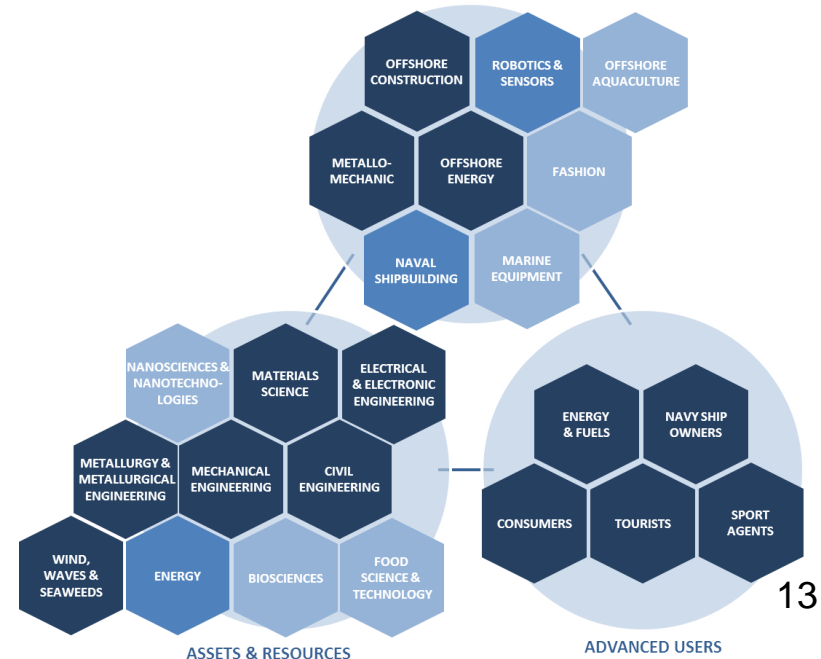 OFFSHORE
CONSTRUCTION
ROBOTICS &
SENSORS
OFFSHORE
AQUACULTURE
METALLO-
MECHANIC
OFFSHORE
ENERGY
FASHION
NAVAL
SHIPBUILDING
MARINE
EQUIPMENT
NANOSCIENCES &
NANOTECHNO-
LOGIES
MATERIALS
SCIENCE
ELECTRICAL
& ELECTRONIC
ENGINEERING
METALLURGY &
METALLURGICAL
ENGINEERING
MECHANICAL
ENGINEERING
CIVIL
ENGINEERING
WIND,
WAVES &
SEAWEEDS
ENERGY
BIOSCIENCES
FOOD
SCIENCE &
TECHNOLOGY
ASSETS & RESOURCES
ENERGY
& FUELS
NAVY SHIP
OWNERS
CONSUMERS
TOURISTS
SPORT
AGENTS
13
ADVANCED USERS